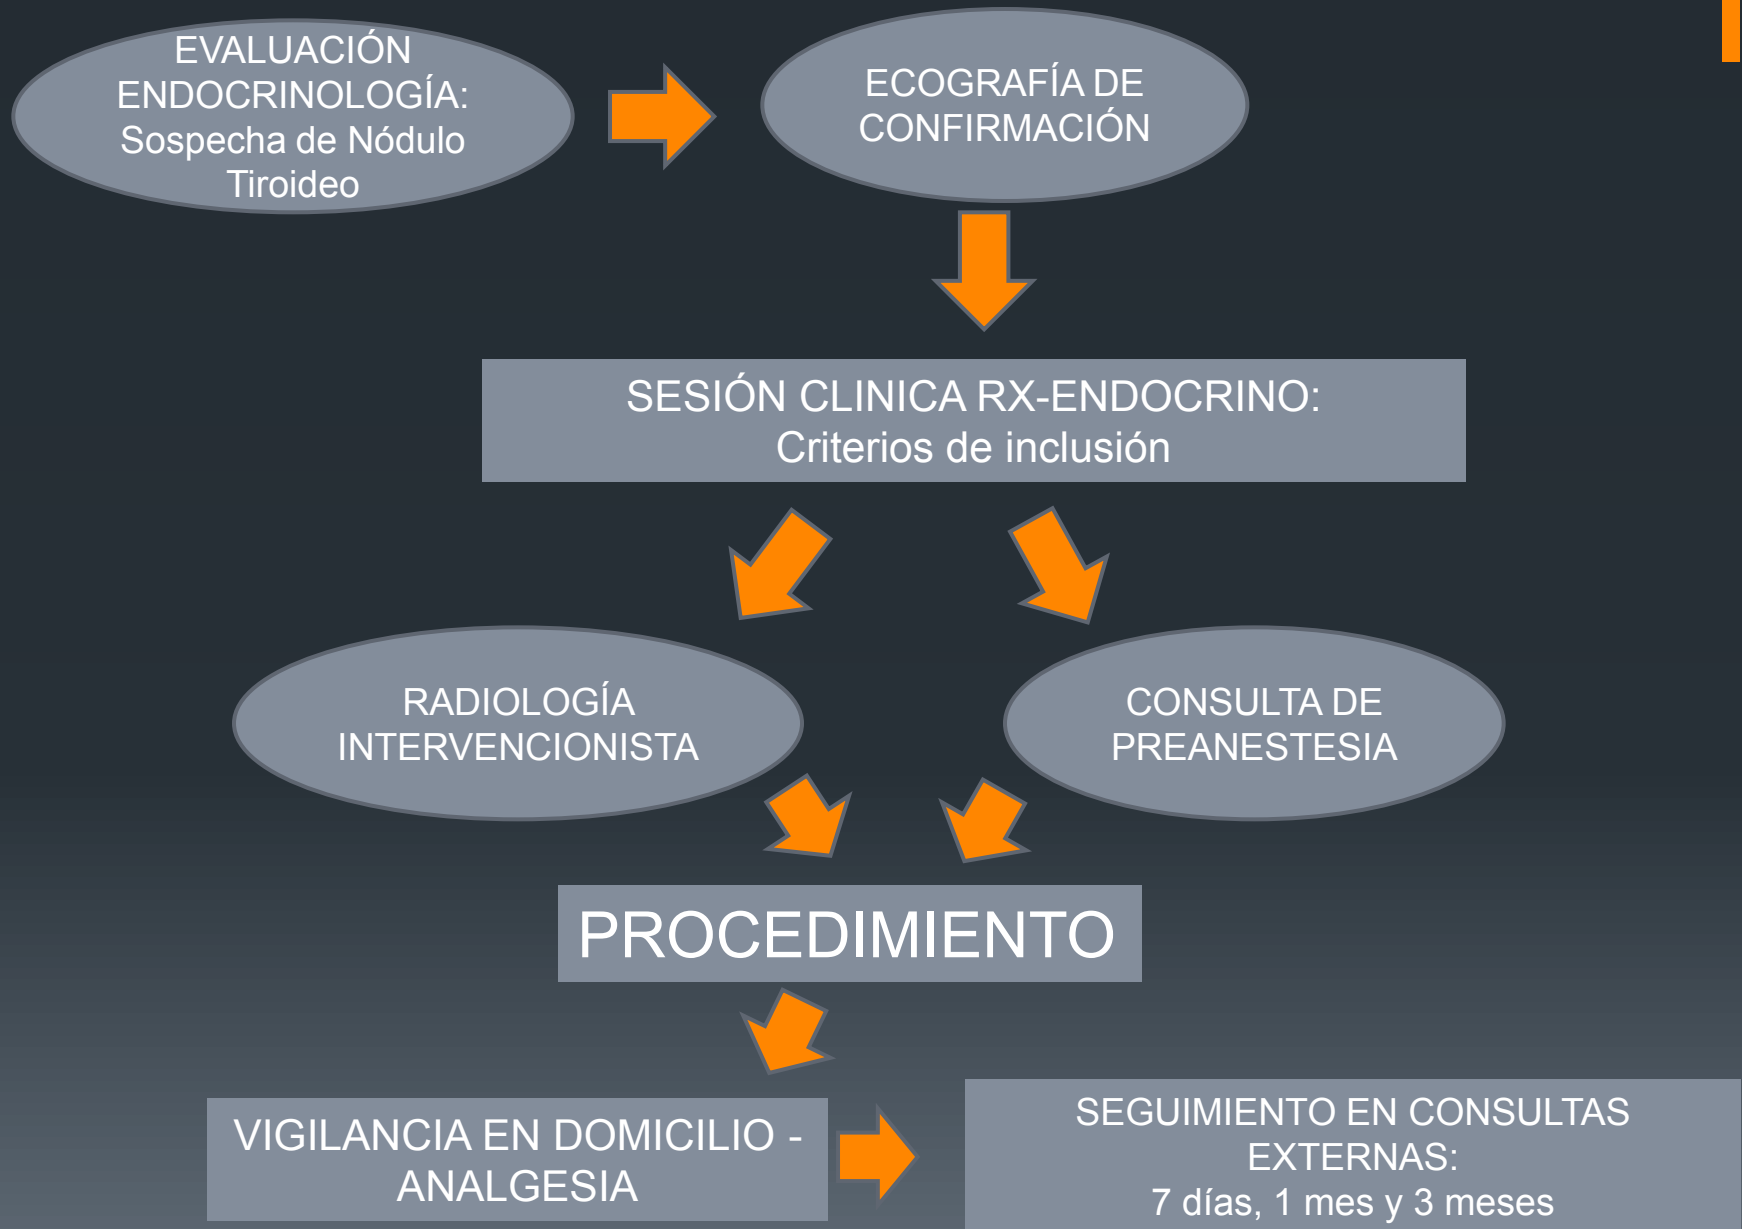 EVALUACIÓN
ENDOCRINOLOGÍA:
Sospecha de Nódulo
Tiroideo
ECOGRAFÍA DE
CONFIRMACIÓN
SESIÓN CLINICA RX-ENDOCRINO:
Criterios de inclusión
RADIOLOGÍA
INTERVENCIONISTA
CONSULTA DE
PREANESTESIA
PROCEDIMIENTO
VIGILANCIA EN DOMICILIO -
ANALGESIA
SEGUIMIENTO EN CONSULTAS
EXTERNAS:
7 días, 1 mes y 3 meses